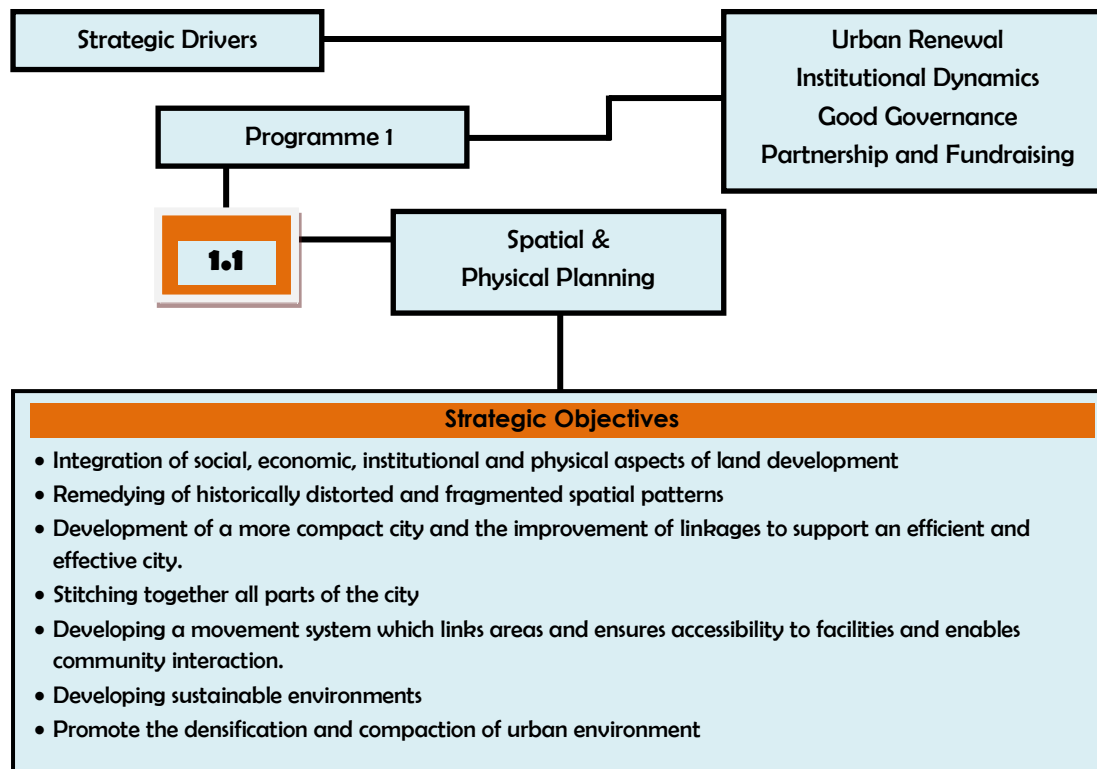 Strategic Drivers
Urban Renewal
Institutional Dynamics
Good Governance
Partnership and Fundraising
Programme 1
1.1
Spatial &
Physical Planning
Strategic Objectives
• Integration of social, economic, institutional and physical aspects of land development
• Remedying of historically distorted and fragmented spatial patterns
• Development of a more compact city and the improvement of linkages to support an efficient and
effective city.
• Stitching together all parts of the city
• Developing a movement system which links areas and ensures accessibility to facilities and enables
community interaction.
• Developing sustainable environments
• Promote the densification and compaction of urban environment